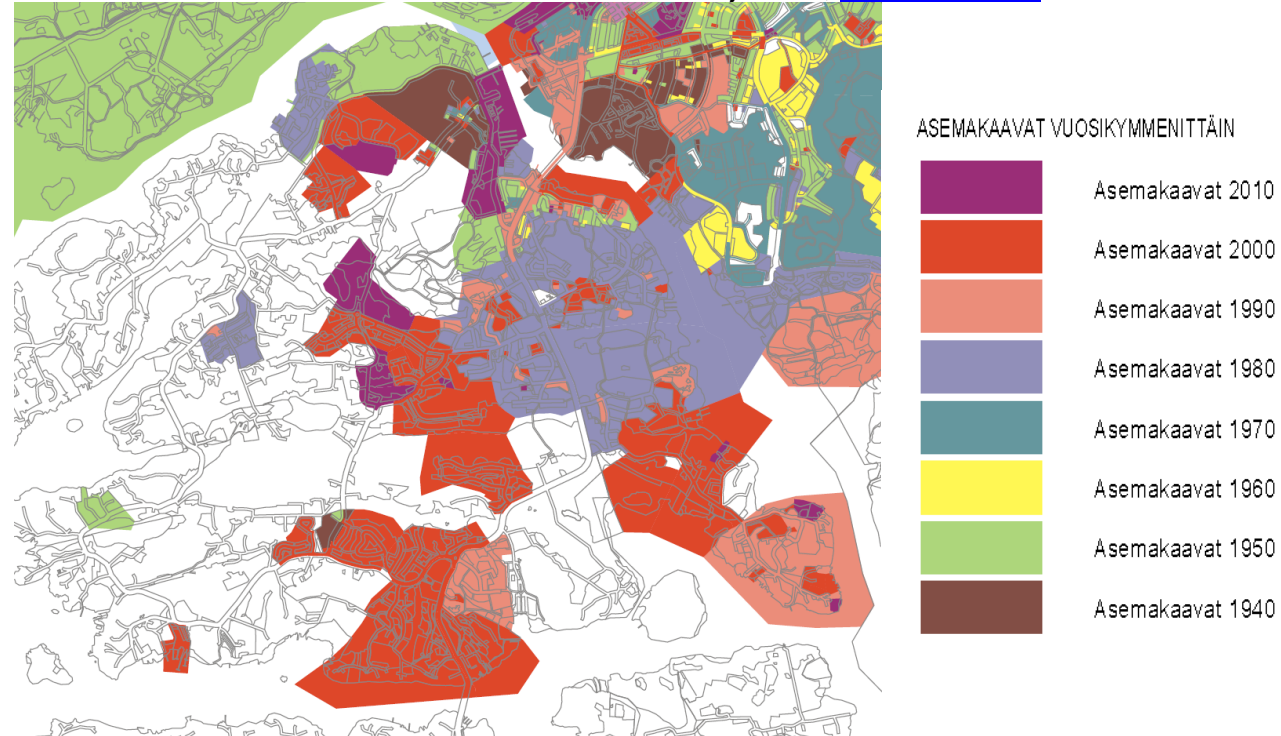 ASEMAKAAVAT VUOSIKYMMENITTÄIN
Asemakaavat 2010
Asemakaavat 2000
Asemakaavat 1990
Asemakaavat 1980
Asemakaavat 1970
Asemakaavat 1960
Asemakaavat 1950
Asemakaavat 1940